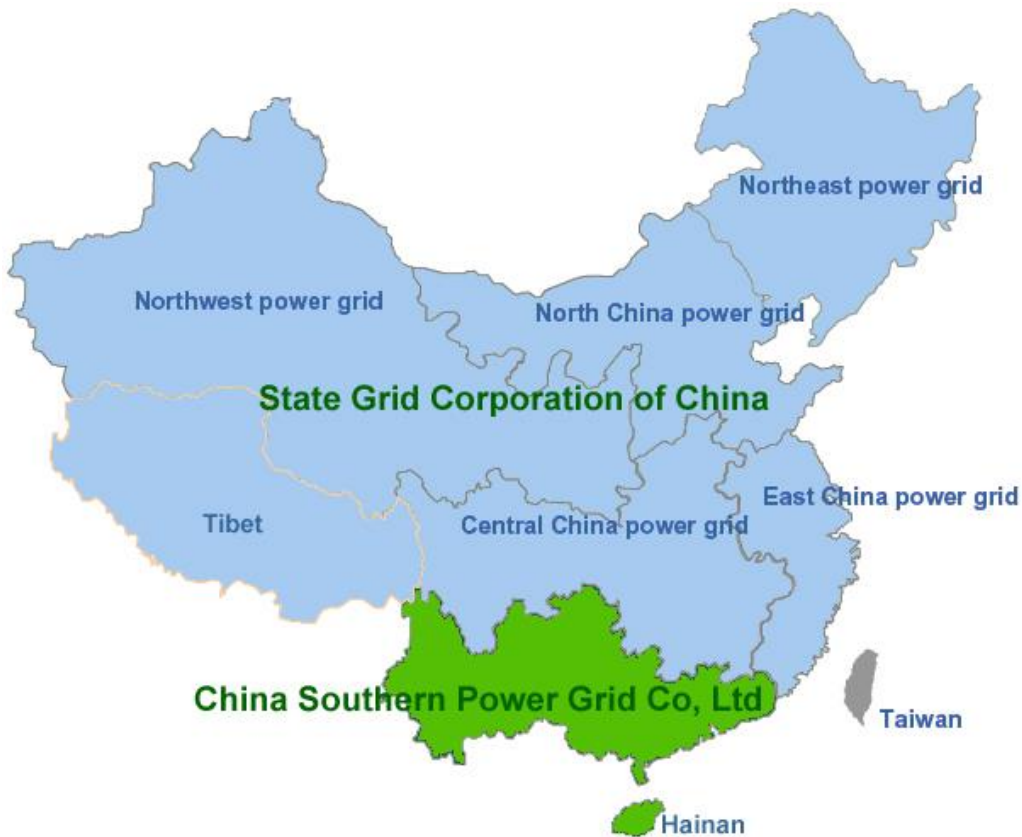 Northeast power grid
Northwest power grid
North China power grid
State Grid Corporation of China
East China power grid
Tibet
Central China power grid
China Southern Power Grid Co, Ltd
Taiwan
Hainan